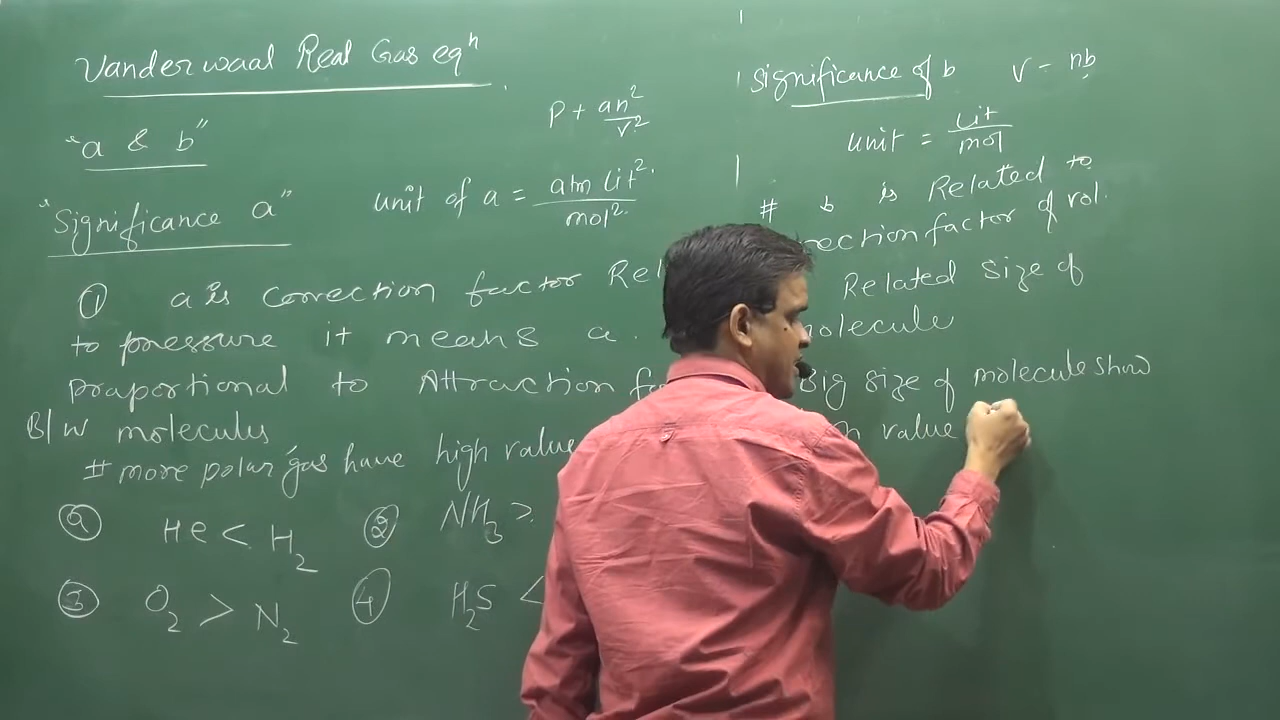 Vanderwaal Real Gas eqⁿ
"a & b"
P + an²/V²
"Significance a"
unit of a = atm Lit²/mol²
① a is correction factor Rel
to pressure it means a.
proportional to Attraction fo
B/W molecules
# more polar gas have high value
① He < H₂
② NH₃ >
③ O₂ > N₂
④ H₂S <
Significance of b
V - nb
unit = Lit/mol
# b is Related to
rection factor of vol.
Related size of
molecule
Big size of molecule show
value